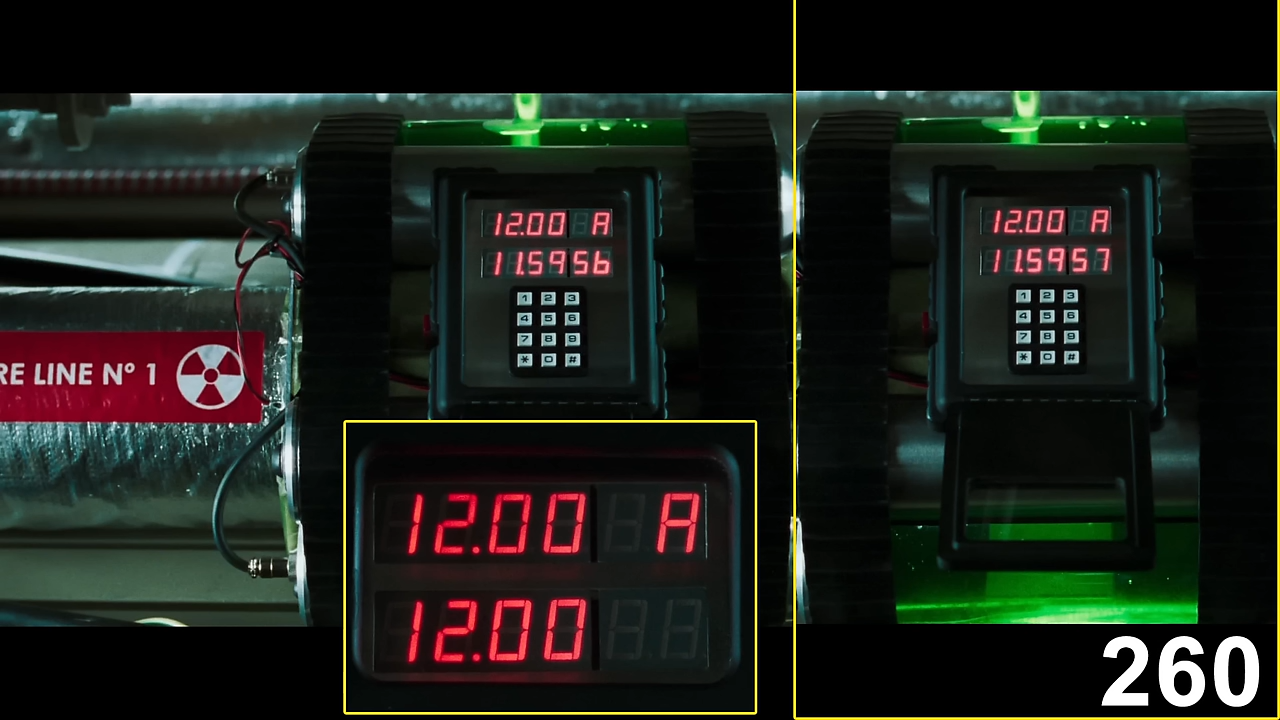 12.00 A
11.59 56
1 2 3
4 5 6
7 8 9
* 0 #
RE LINE Nº 1
12.00 A
12.00
12.00 A
11.59 57
1 2 3
4 5 6
7 8 9
* 0 #
260